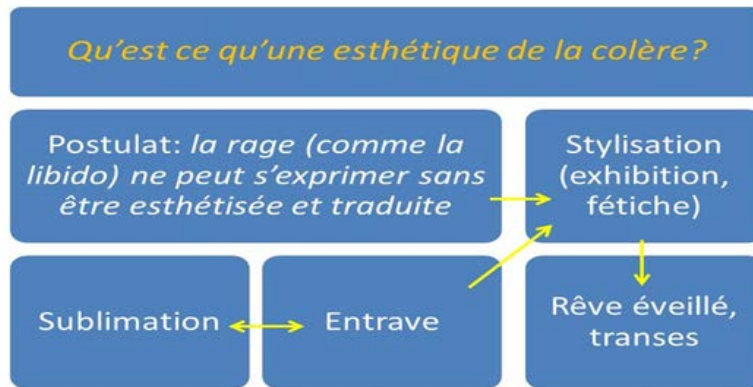 Qu'est ce qu'une esthétique de la colère?
Postulat: la rage (comme la
libido) ne peut s'exprimer sans
être esthétisée et traduite
Stylisation
(exhibition,
fétiche)
Sublimation
Entrave
Rêve éveillé,
transes